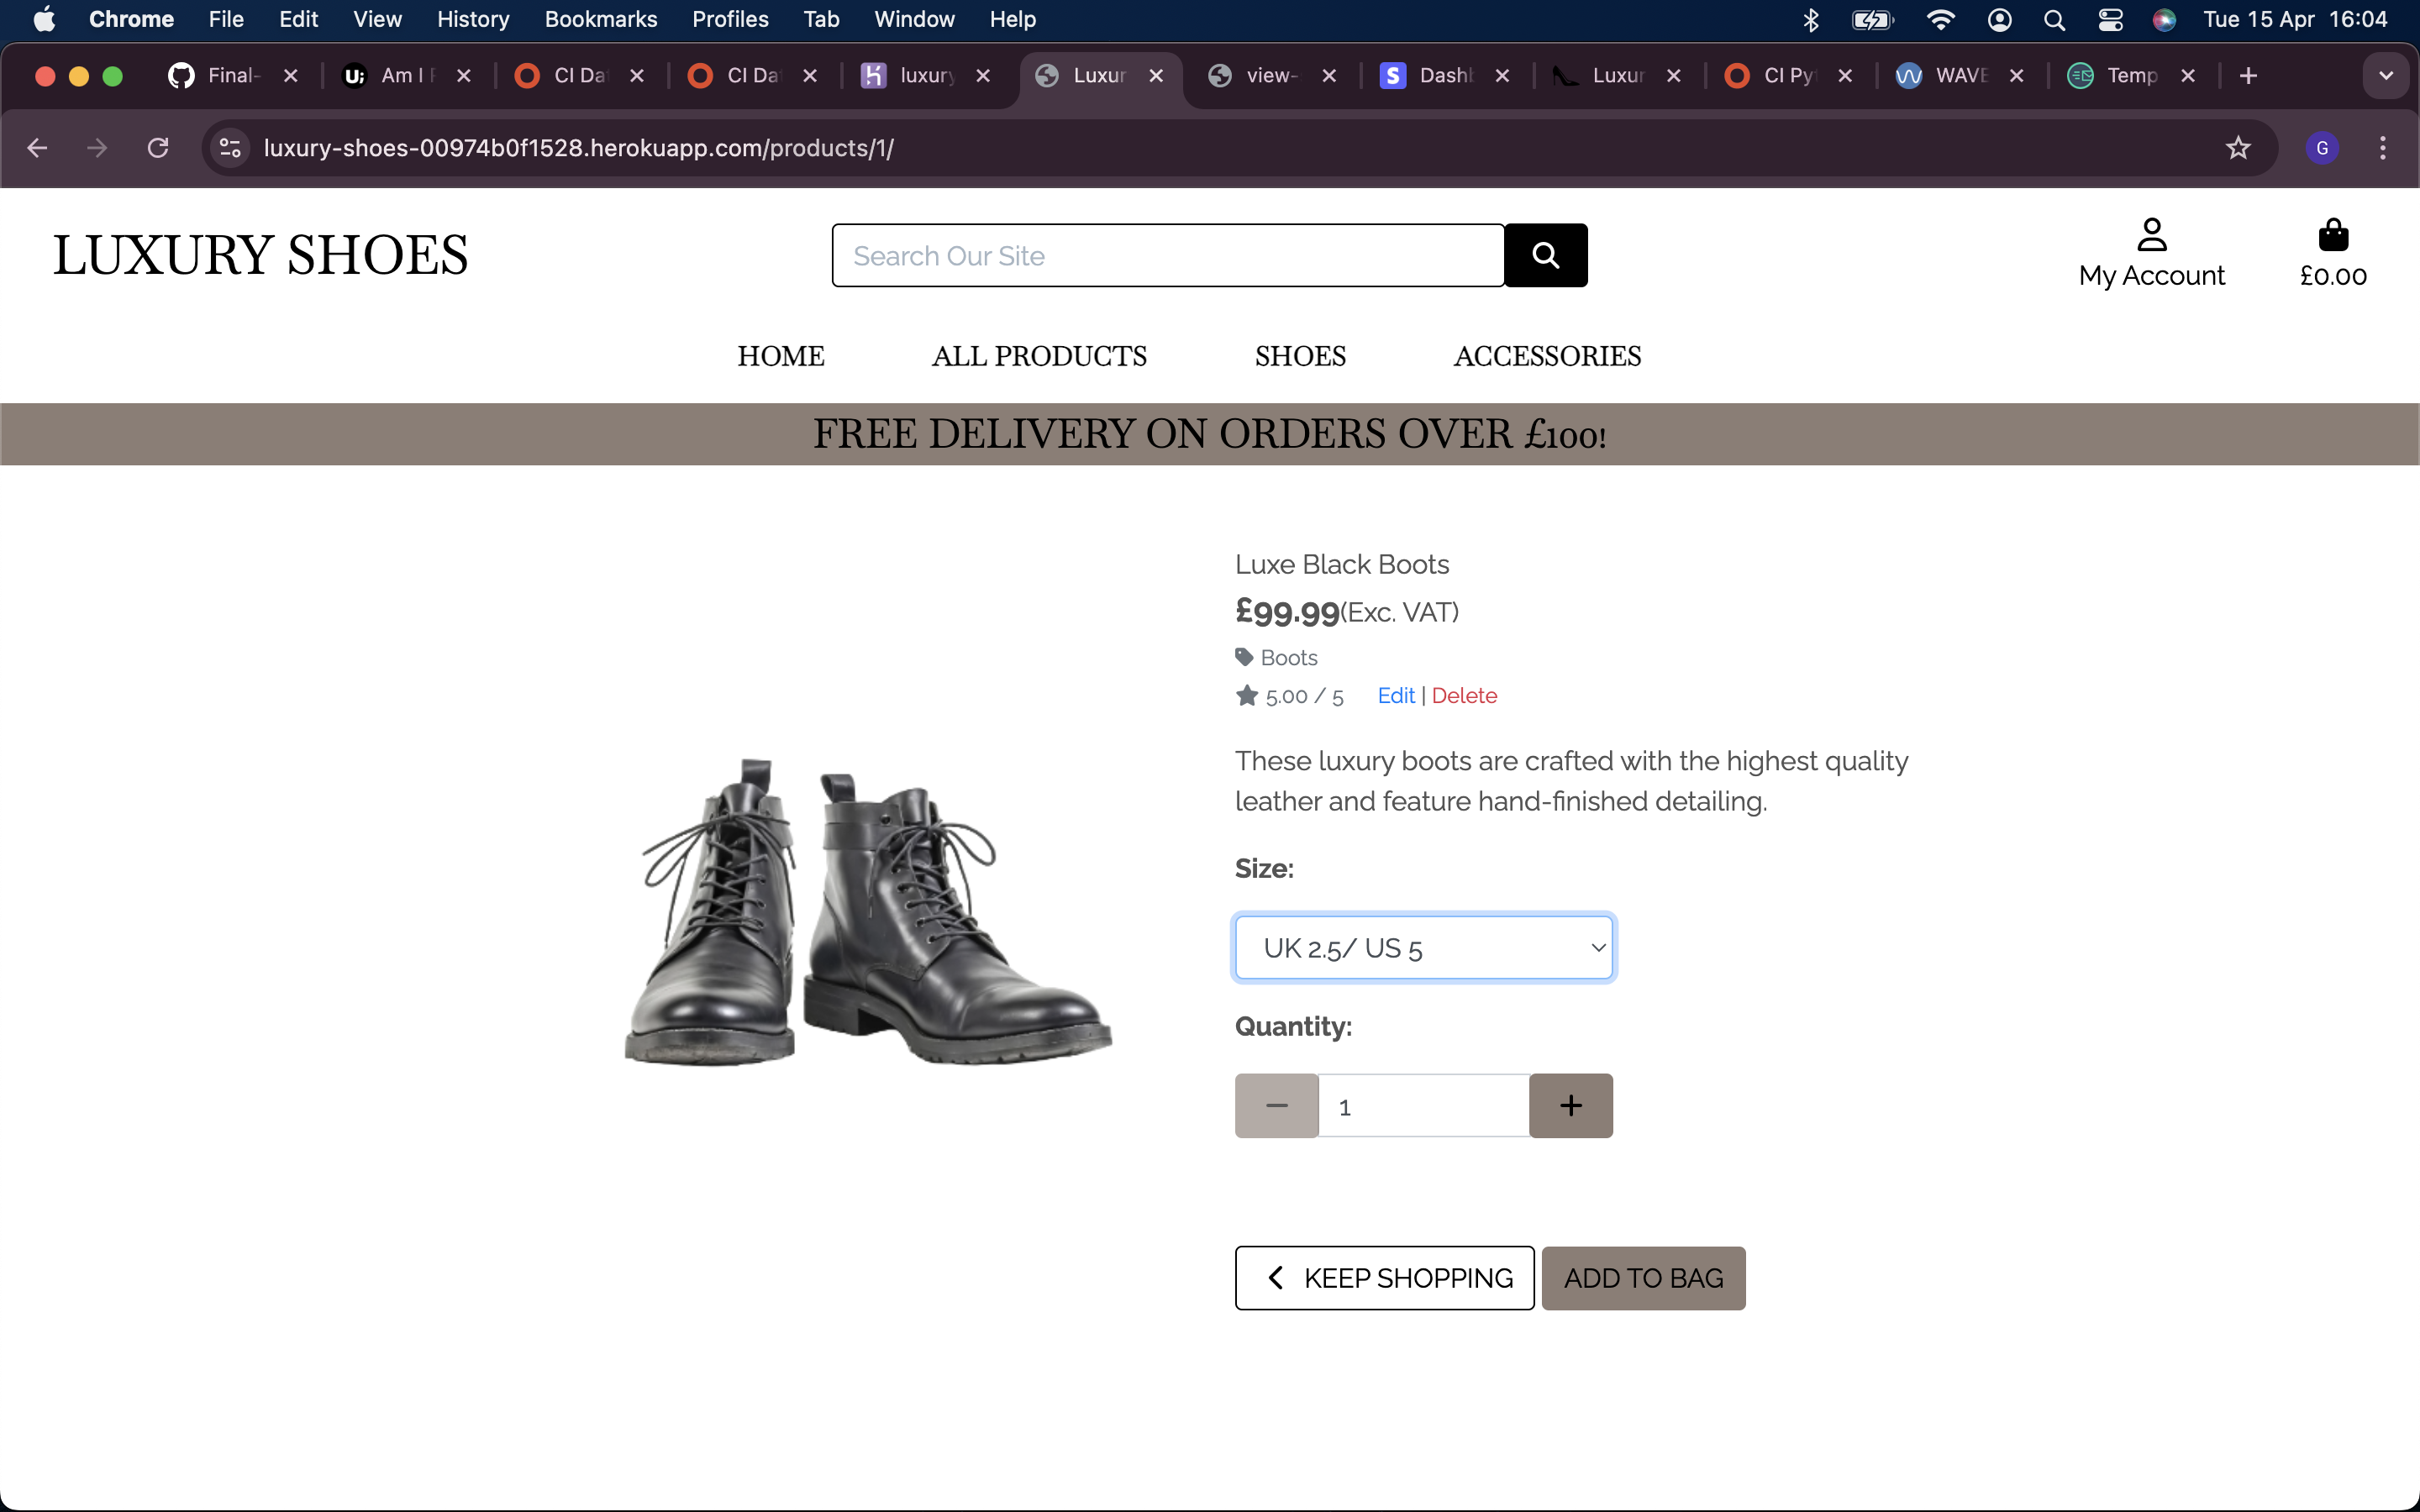 Chrome File Edit View History Bookmarks Profiles Tab Window Help Tue 15 Apr 16:04
Final- Am I CI Da CI Da luxury Luxur view- Dash Luxur CI Py WAVE Temp
luxury-shoes-00974b0f1528.herokuapp.com/products/1/ G
LUXURY SHOES
Search Our Site
My Account
£0.00
HOME ALL PRODUCTS SHOES ACCESSORIES
FREE DELIVERY ON ORDERS OVER £100!
Luxe Black Boots
£99.99(Exc. VAT)
Boots
5.00 / 5 Edit | Delete
These luxury boots are crafted with the highest quality
leather and feature hand-finished detailing.
Size:
UK 2.5/ US 5
Quantity:
1
KEEP SHOPPING ADD TO BAG